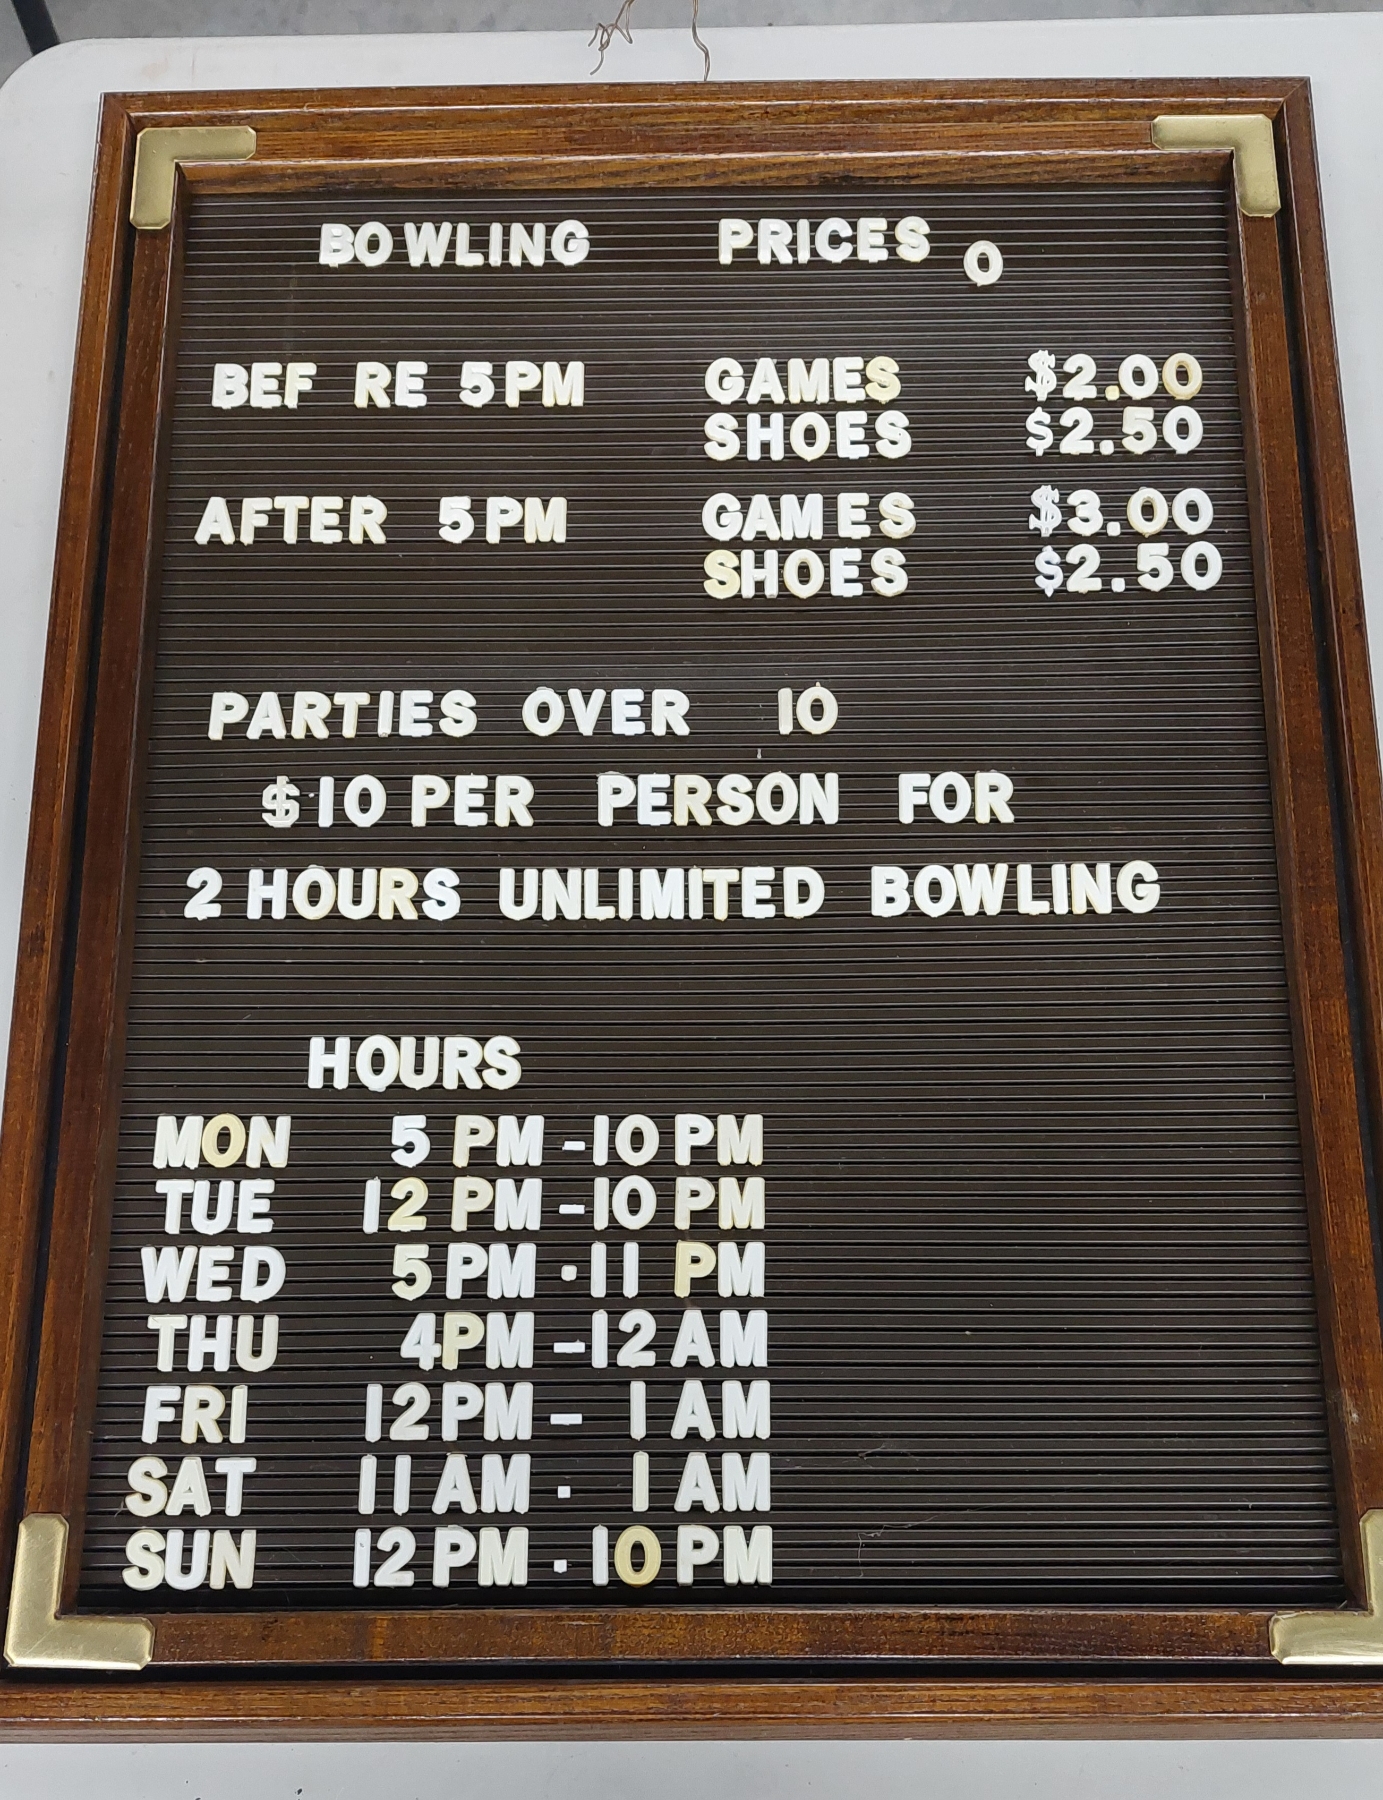 BOWLING PRICES O
BEF RE 5PM GAMES $2.00
SHOES $2.50
AFTER 5PM GAMES $3.00
SHOES $2.50
PARTIES OVER 10
$10 PER PERSON FOR
2 HOURS UNLIMITED BOWLING
HOURS
MON 5 PM -10 PM
TUE 12 PM -10 PM
WED 5 PM · 11 PM
THU 4PM -12 AM
FRI 12 PM - 1 AM
SAT 11 AM · 1 AM
SUN 12 PM · 10 PM